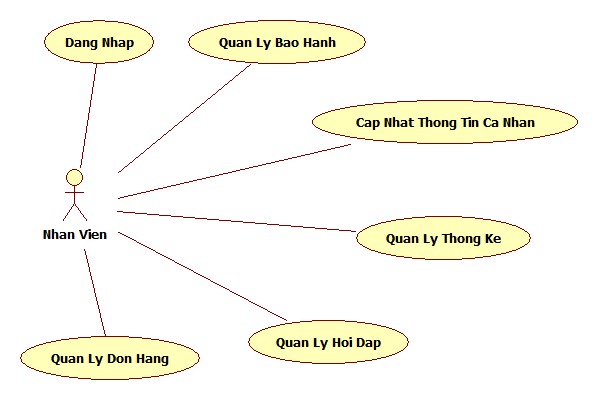 Dang Nhap
Quan Ly Bao Hanh
Cap Nhat Thong Tin Ca Nhan
Nhan Vien
Quan Ly Thong Ke
Quan Ly Hoi Dap
Quan Ly Don Hang